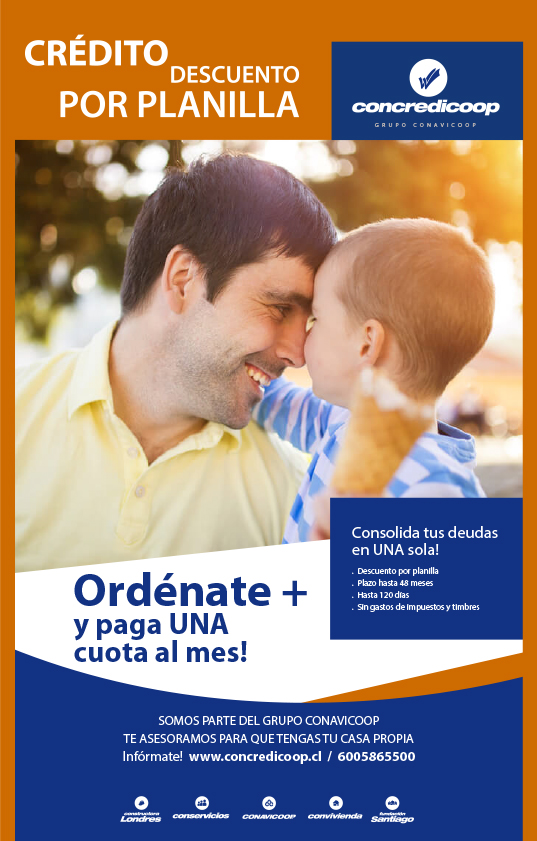 CRÉDITO
DESCUENTO
POR PLANILLA
concredicoop
GRUPO CONAVICOOP
Consolida tus deudas
en UNA sola!
. Descuento por planilla
. Plazo hasta 48 meses
. Hasta 120 días
. Sin gastos de impuestos y timbres
Ordénate +
y paga UNA
cuota al mes!
SOMOS PARTE DEL GRUPO CONAVICOOP
TE ASESORAMOS PARA QUE TENGAS TU CASA PROPIA
Infórmate! www.concredicoop.cl / 6005865500
constructora
Londres
conservicios
CONAVICOOP
convivienda
fundación
Santiago